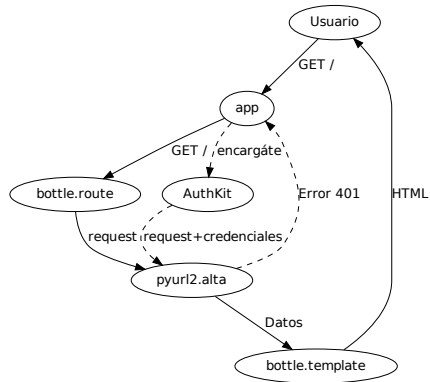 Usuario
GET /
app
GET /
encargáte
bottle.route
AuthKit
Error 401
HTML
request
request+credenciales
pyurl2.alta
Datos
bottle.template